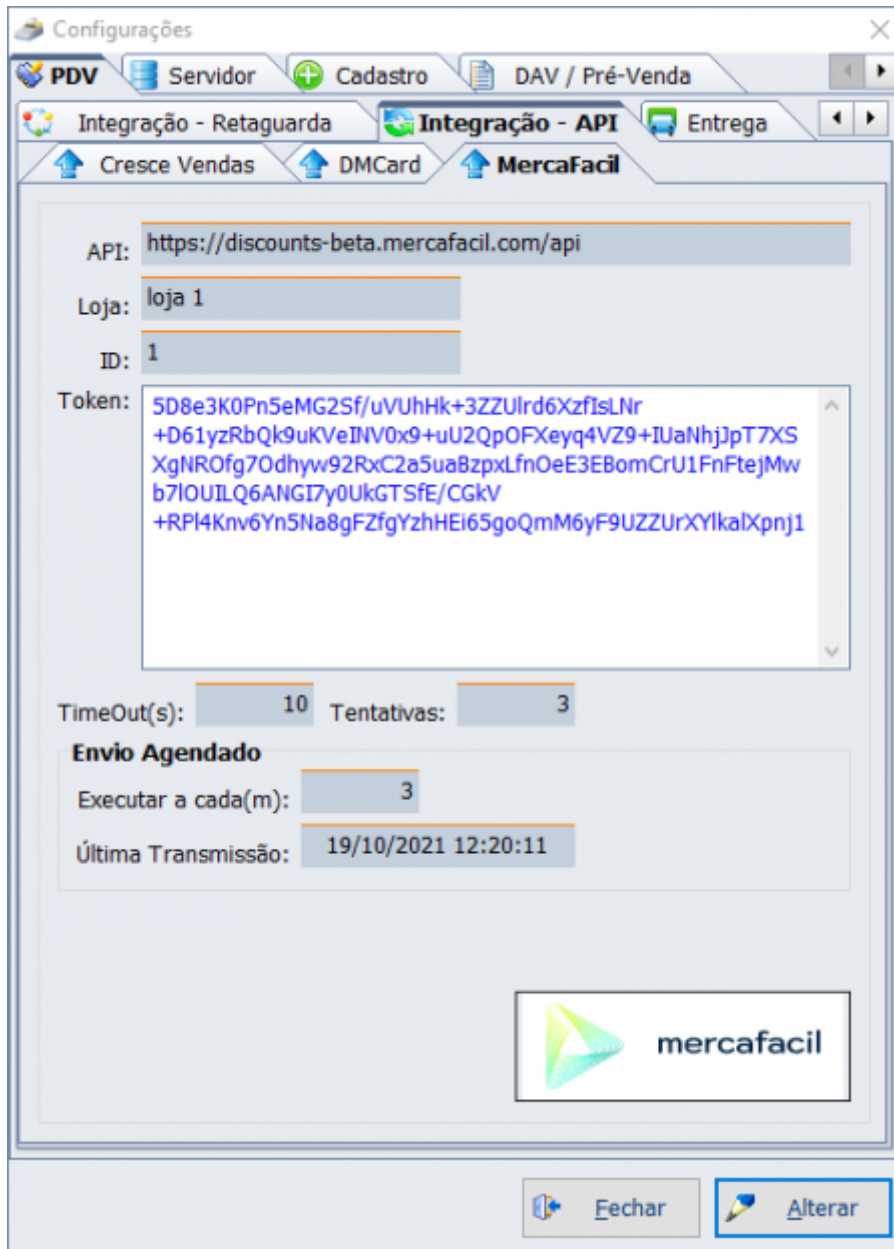 Configurações
PDV Servidor Cadastro DAV / Pré-Venda
Integração - Retaguarda Integração - API Entrega
Cresce Vendas DMCard MercaFacil
API: https://discounts-beta.mercafacil.com/api
Loja: loja 1
ID: 1
Token: 5D8e3K0Pn5eMG2Sf/uVUhHk+3ZZUlrd6XzfIsLNr
+D61yzRbQk9uKVeINV0x9+uU2QpOFXeyq4VZ9+IUaNhjJpT7XS
XgNROfg7Odhyw92RxC2a5uaBzpxLfnOeE3EBomCrU1FnFtejMw
b7lOUILQ6ANGI7y0UkGTSfE/CGkV
+RPl4Knv6Yn5Na8gFZfgYzhHEi65goQmM6yF9UZZUrXYlkalXpnj1
TimeOut(s): 10 Tentativas: 3
Envio Agendado
Executar a cada(m): 3
Última Transmissão: 19/10/2021 12:20:11
mercafacil
Fechar Alterar